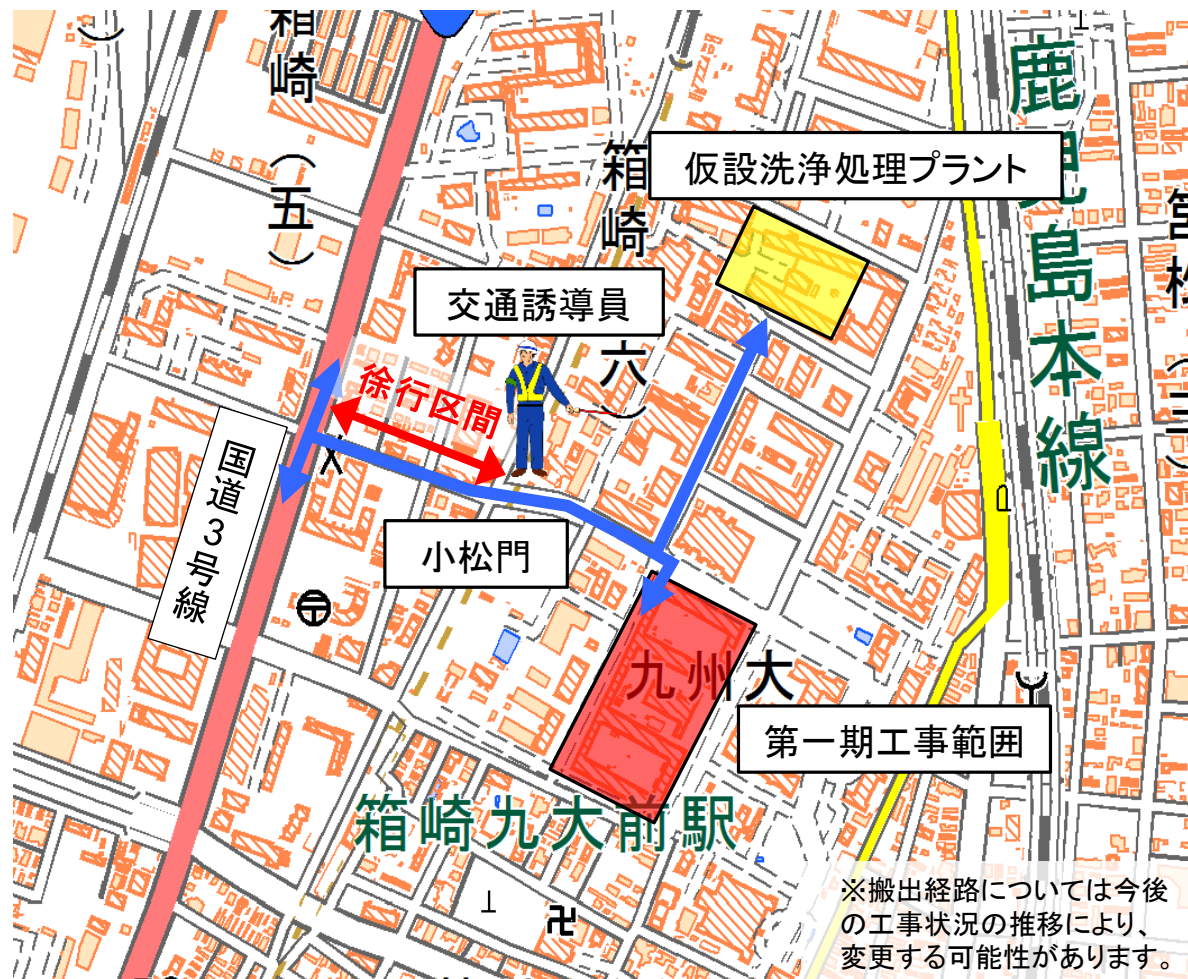 箱崎
（五）
箱崎
六
鹿児島本線
仮設洗浄処理プラント
宮松（三）
交通誘導員
徐行区間
国道３号線
小松門
九州大
第一期工事範囲
箱崎九大前駅
※搬出経路については今後
の工事状況の推移により、
変更する可能性があります。